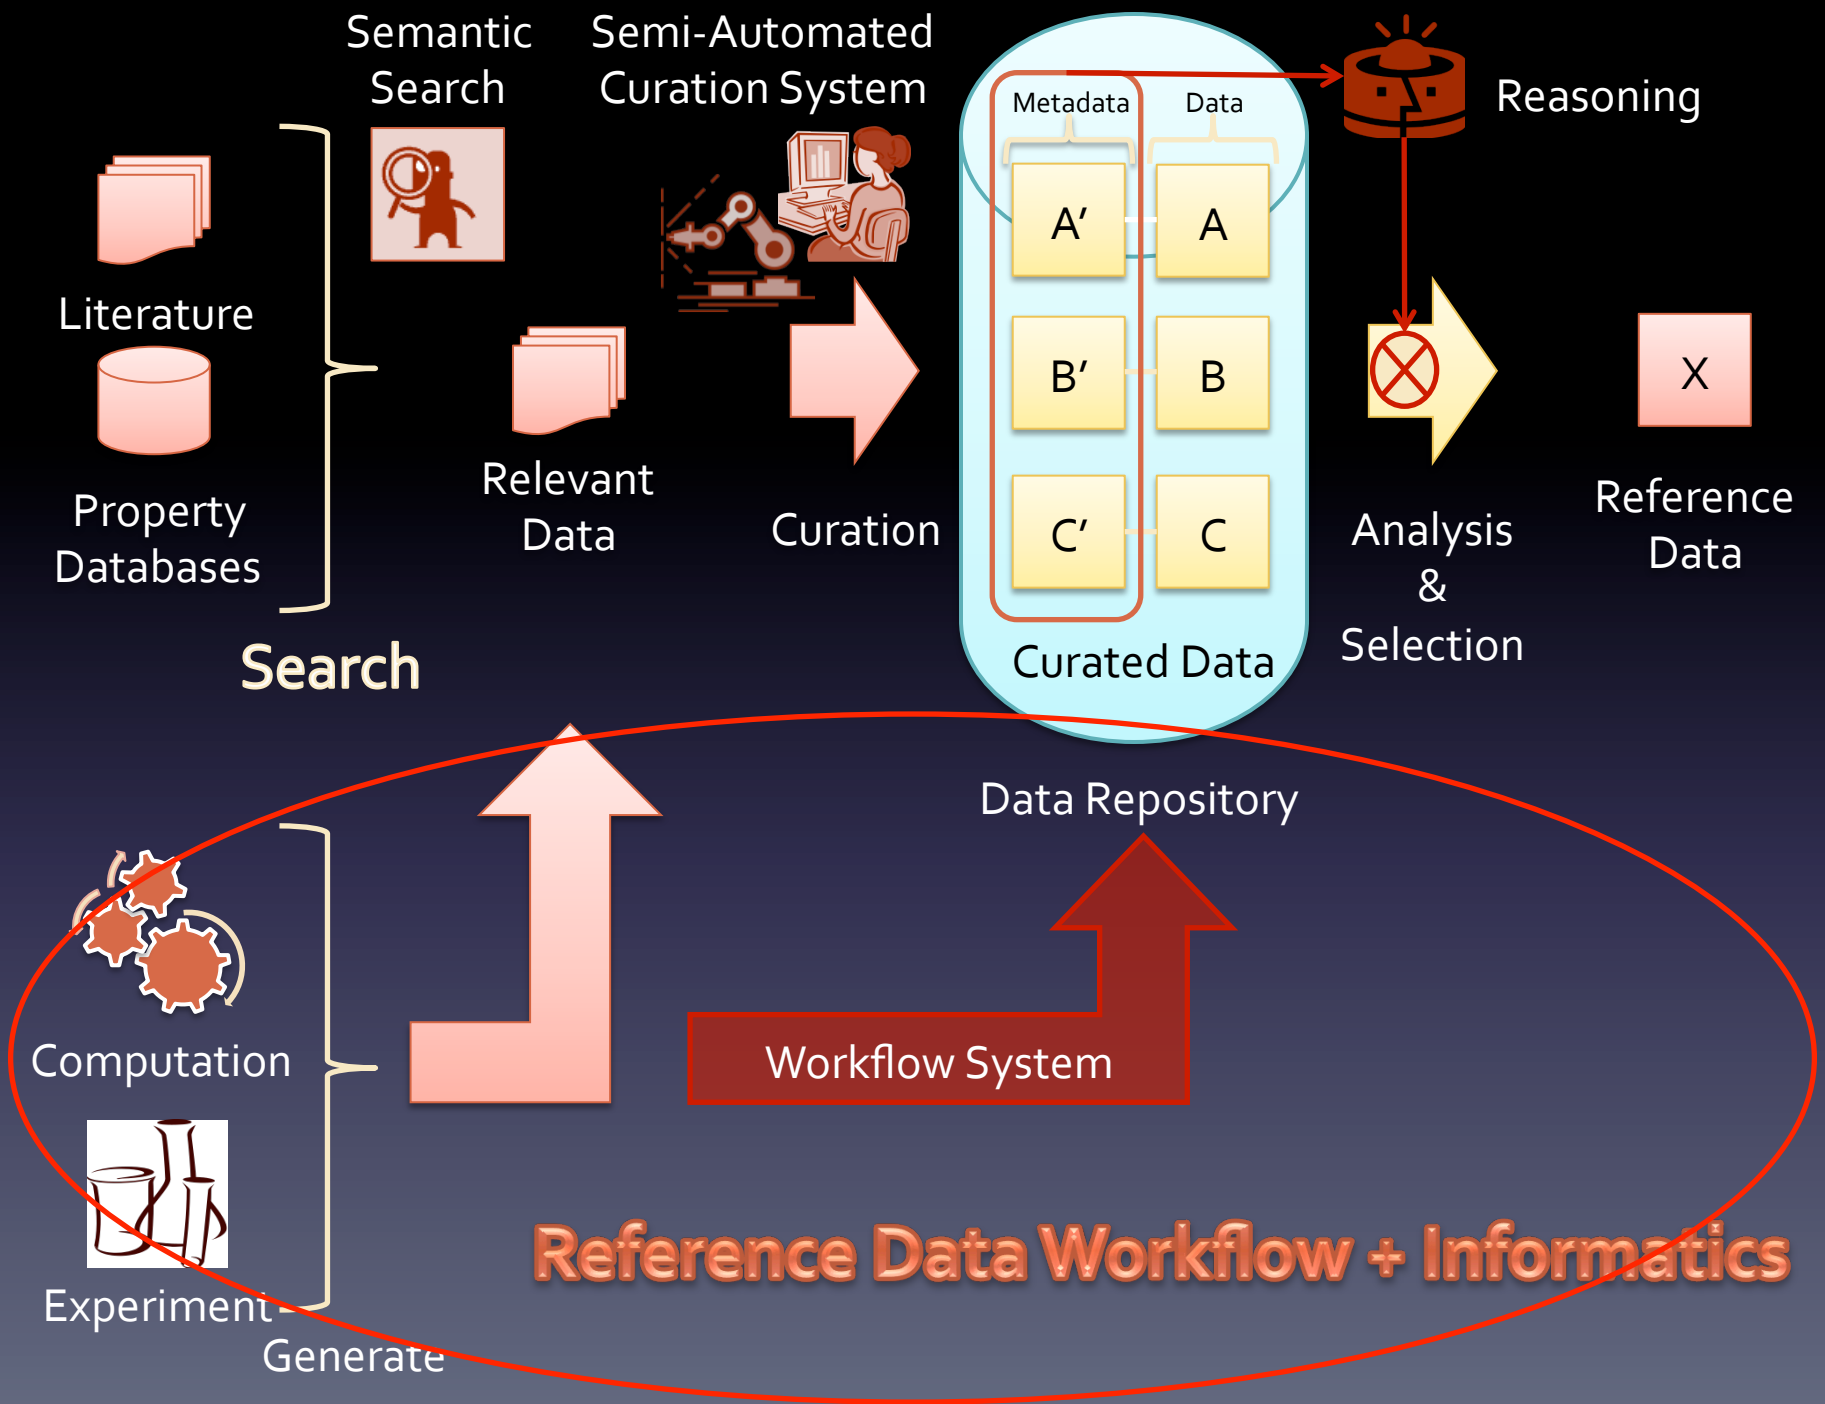 Semantic
Search
Semi-Automated
Curation System
Metadata
Data
Reasoning
Literature
Property
Databases
Search
Relevant
Data
Curation
A′
A
B′
B
C′
C
Curated Data
Data Repository
Analysis
&
Selection
X
Reference
Data
Computation
Experiment
Generate
Workflow System
Reference Data Workflow + Informatics